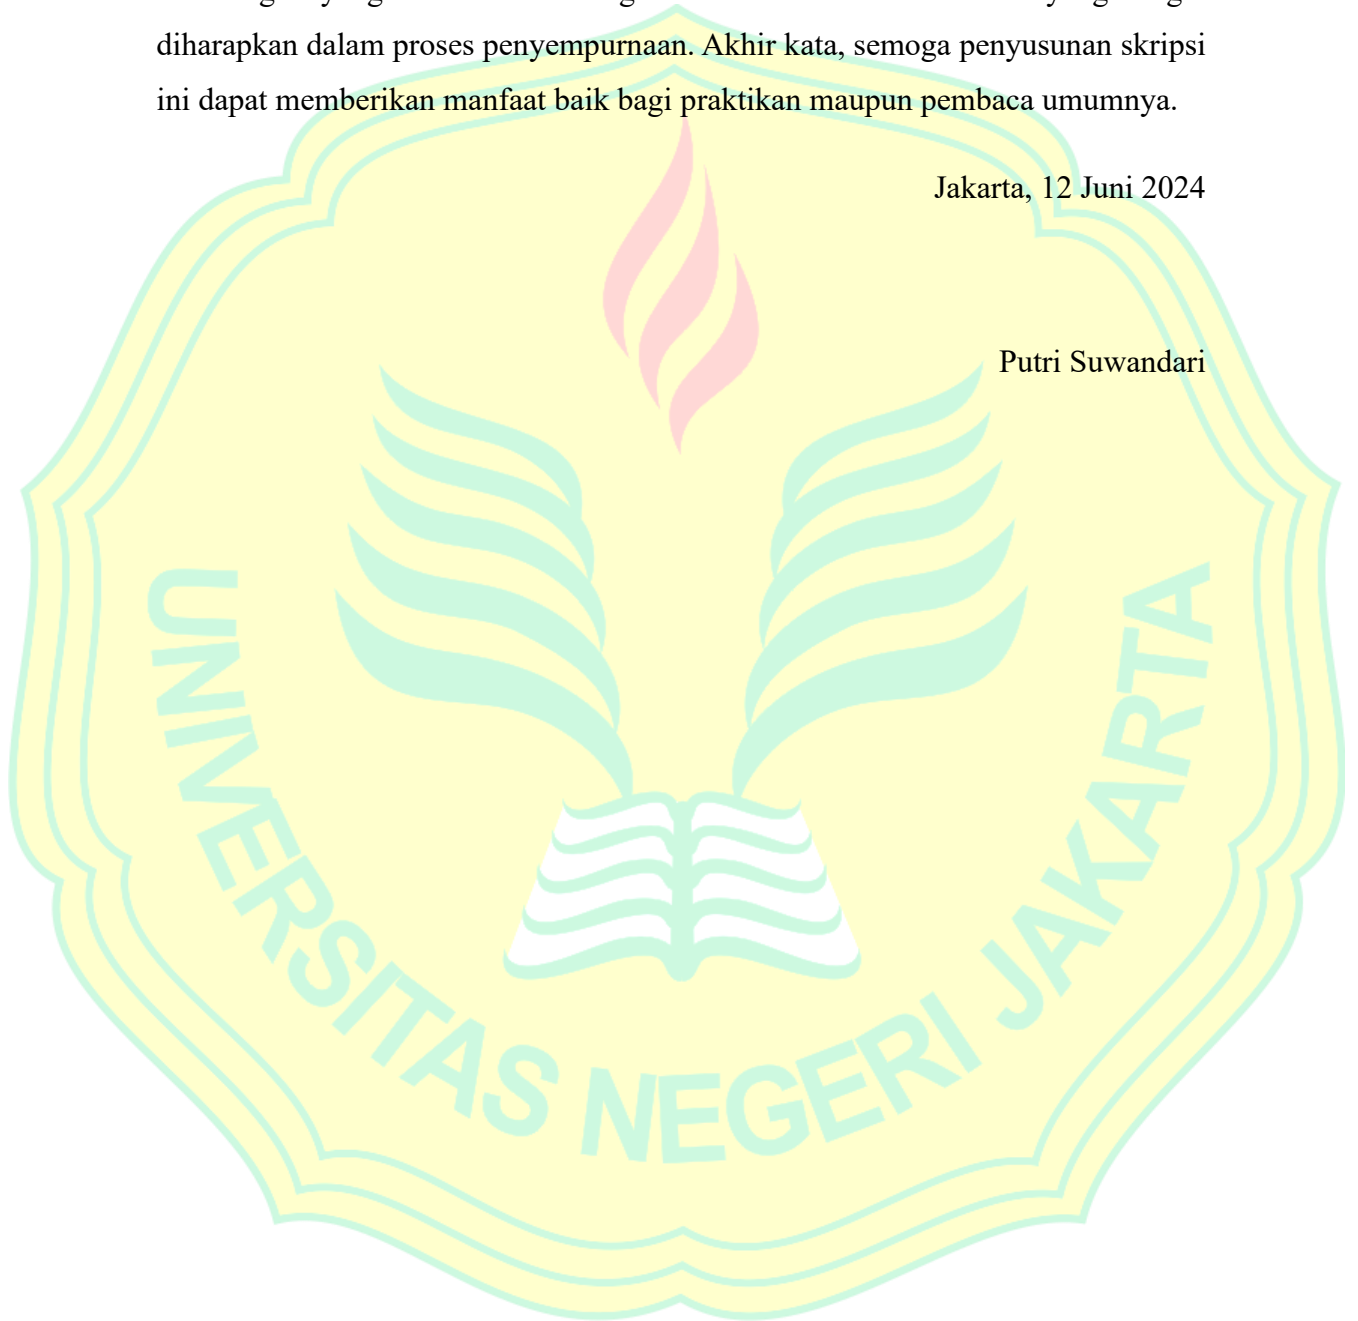 diharapkan dalam proses penyempurnaan. Akhir kata, semoga penyusunan skripsi
ini dapat memberikan manfaat baik bagi praktikan maupun pembaca umumnya.
Jakarta, 12 Juni 2024
Putri Suwandari
UNIVERSITAS NEGERI JAKARTA